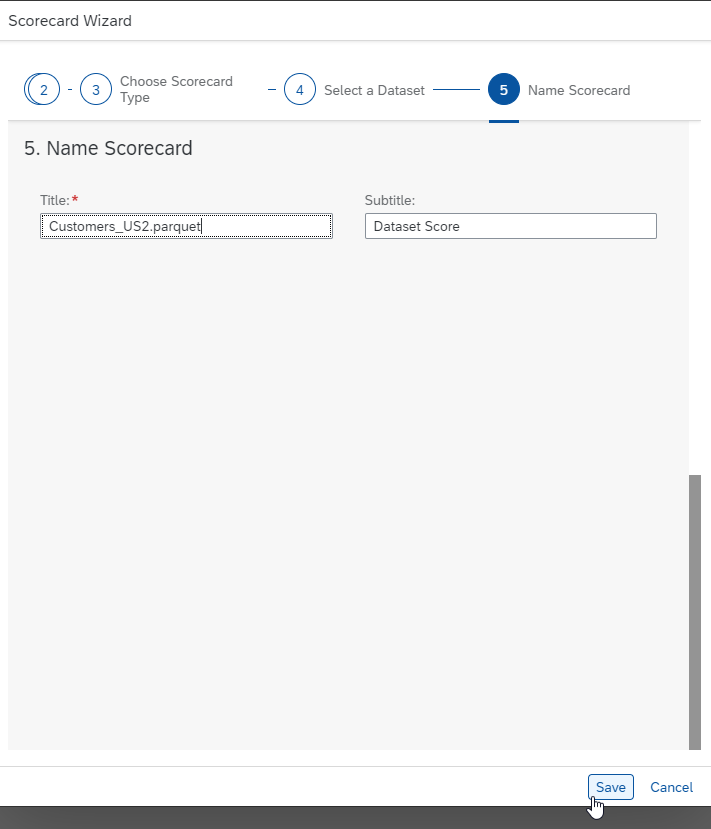 Scorecard Wizard
2
3
Choose Scorecard
Type
4
Select a Dataset
5
Name Scorecard
5. Name Scorecard
Title:*
Subtitle:
Customers_US2.parquet
Dataset Score
Save
Cancel